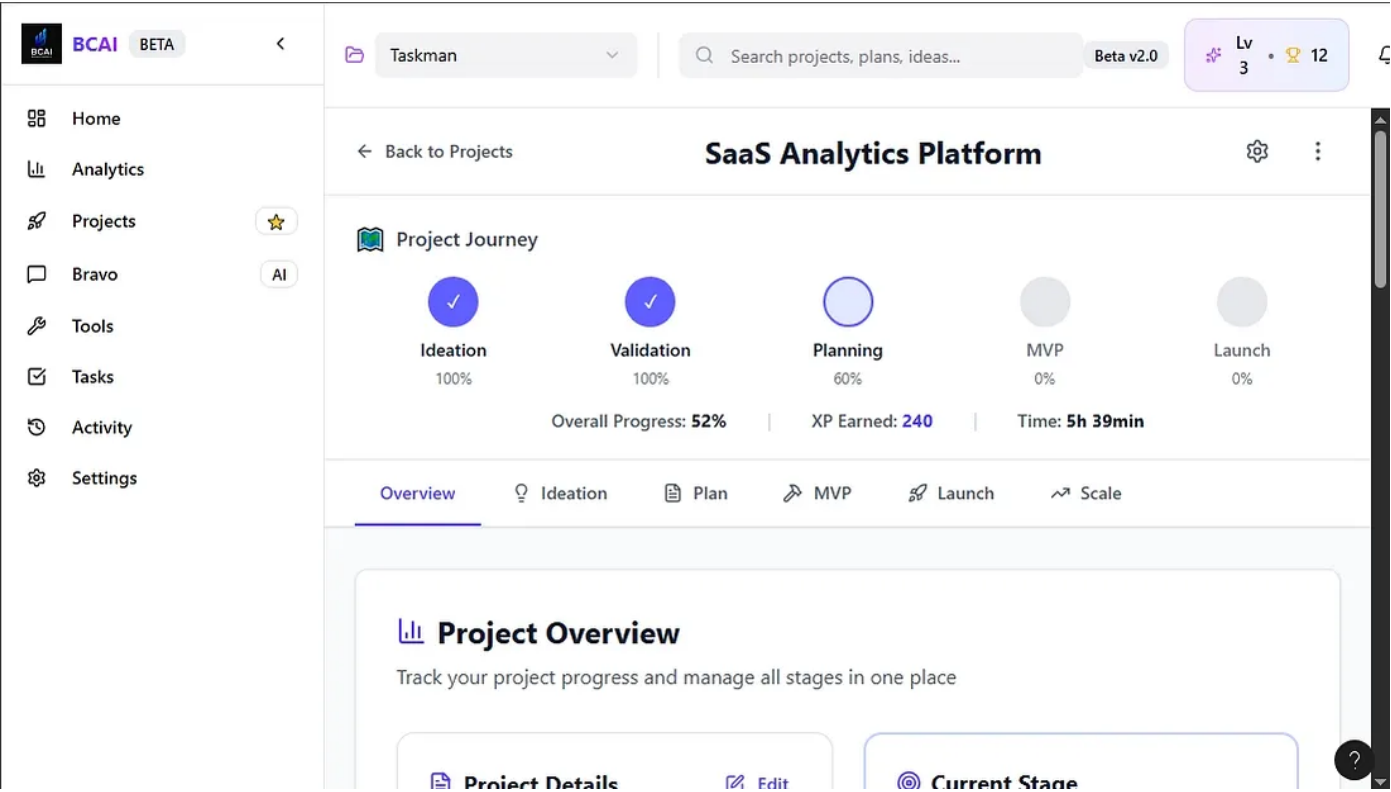 BCAI BCAI BETA
Taskman
Search projects, plans, ideas...
Beta v2.0
Lv 3 • 12
Home
Analytics
Projects
Bravo AI
Tools
Tasks
Activity
Settings
Back to Projects
SaaS Analytics Platform
Project Journey
✓ ✓
Ideation Validation Planning MVP Launch
100% 100% 60% 0% 0%
Overall Progress: 52% | XP Earned: 240 | Time: 5h 39min
Overview Ideation Plan MVP Launch Scale
Project Overview
Track your project progress and manage all stages in one place
Project Details Edit Current Stage
?